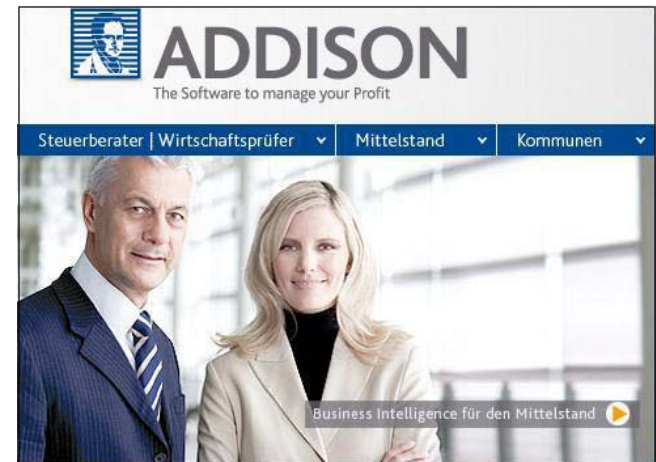 ADDISON
The Software to manage your Profit
Steuerberater | Wirtschaftsprüfer Mittelstand Kommunen
Business Intelligence für den Mittelstand